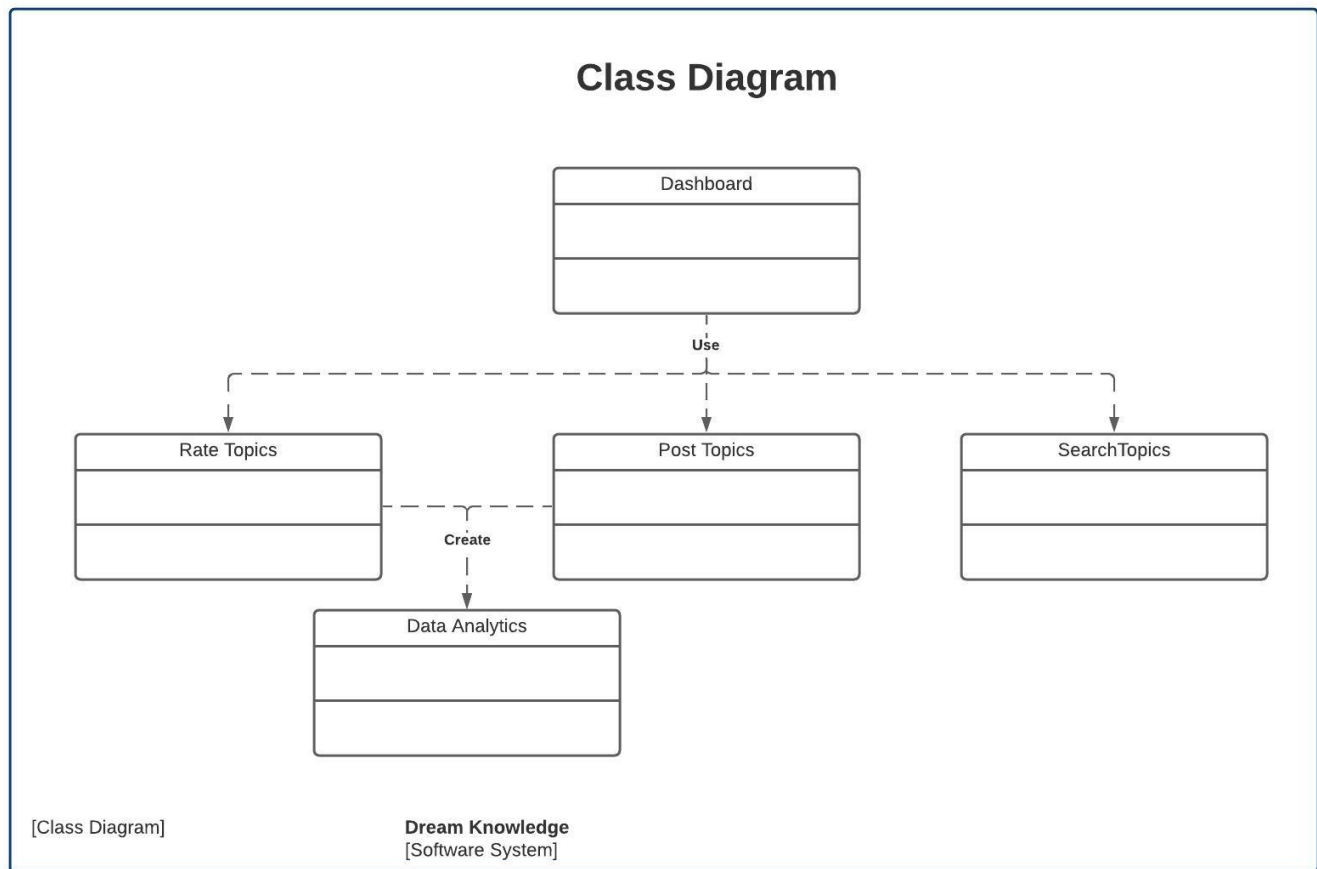 Class Diagram
Dashboard
Use
Rate Topics
Post Topics
SearchTopics
Create
Data Analytics
[Class Diagram]
Dream Knowledge
[Software System]